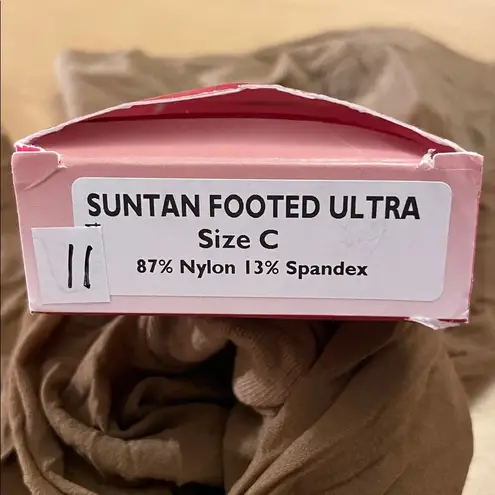 SUNTAN FOOTED ULTRA
Size C
87% Nylon 13% Spandex
11